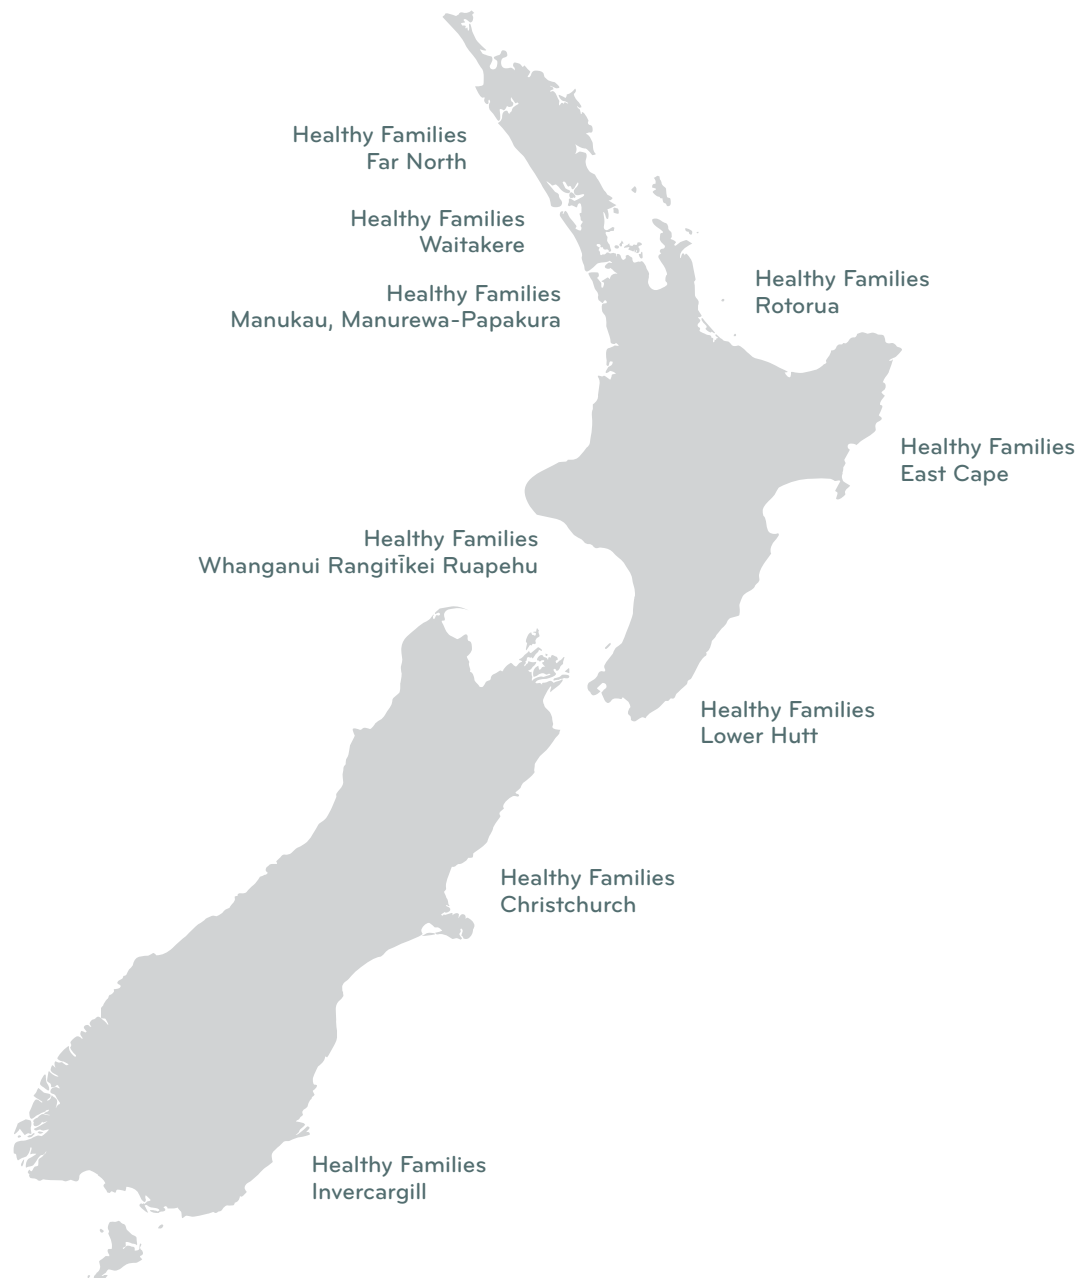 Healthy Families
Far North
Healthy Families
Waitakere
Healthy Families
Manukau, Manurewa-Papakura
Healthy Families
Rotorua
Healthy Families
East Cape
Healthy Families
Whanganui Rangitīkei Ruapehu
Healthy Families
Lower Hutt
Healthy Families
Christchurch
Healthy Families
Invercargill